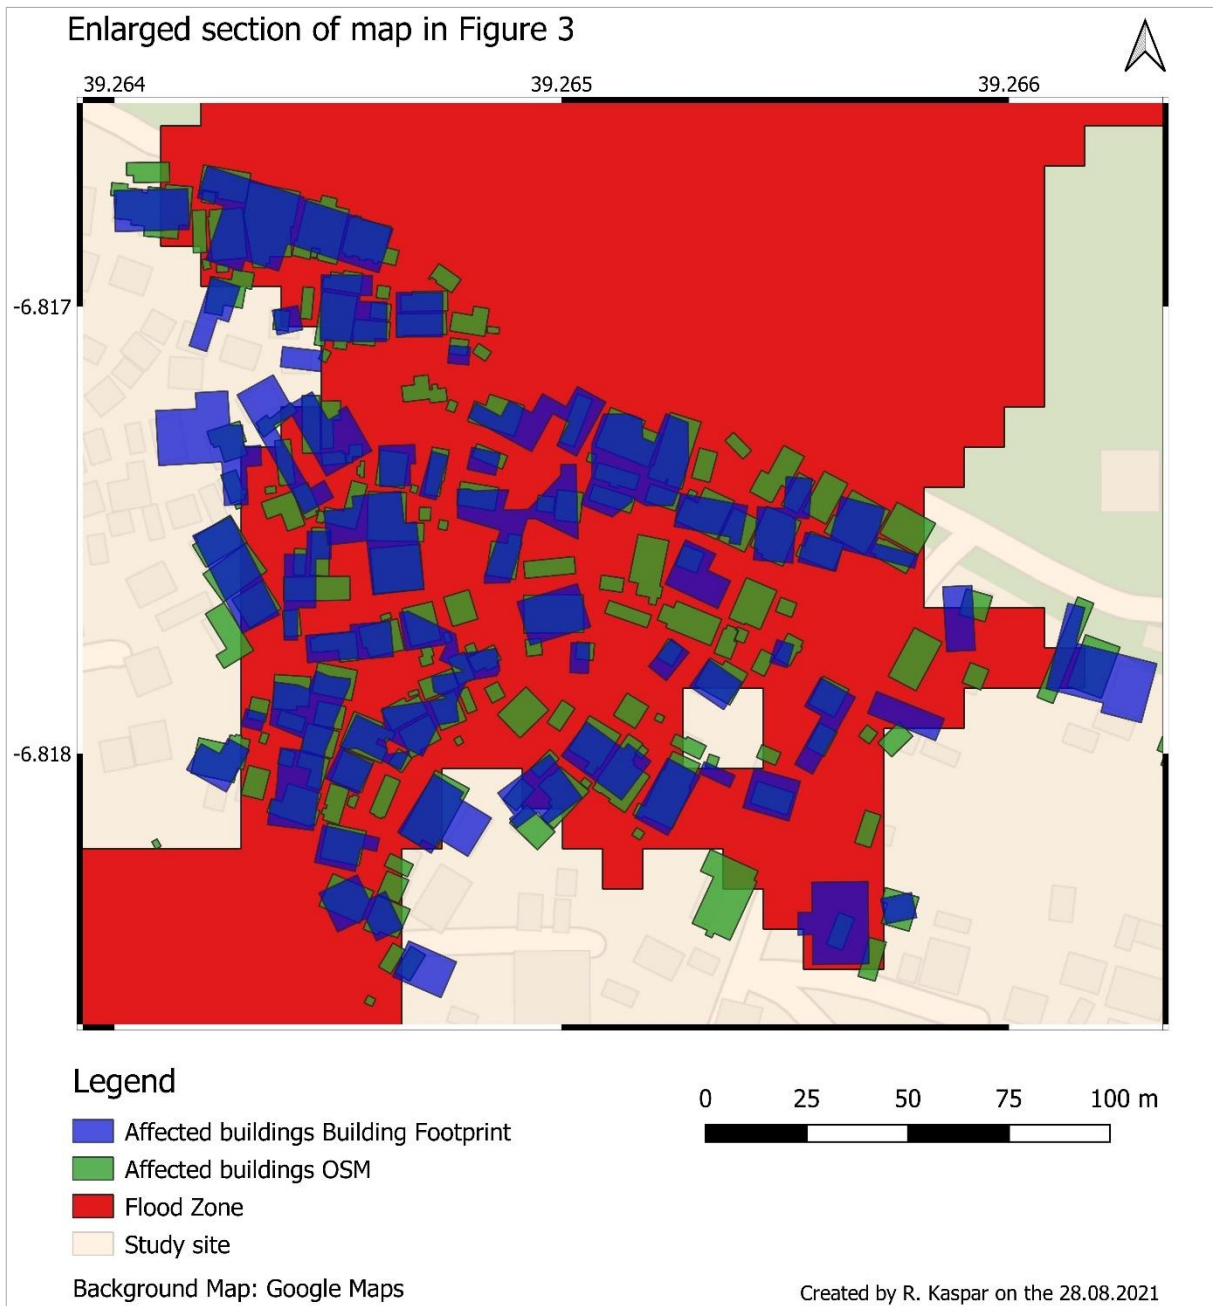 Enlarged section of map in Figure 3
39.264
39.265
39.266
-6.817
-6.818
Legend
Affected buildings Building Footprint
Affected buildings OSM
Flood Zone
Study site
0 25 50 75 100 m
Background Map: Google Maps
Created by R. Kaspar on the 28.08.2021